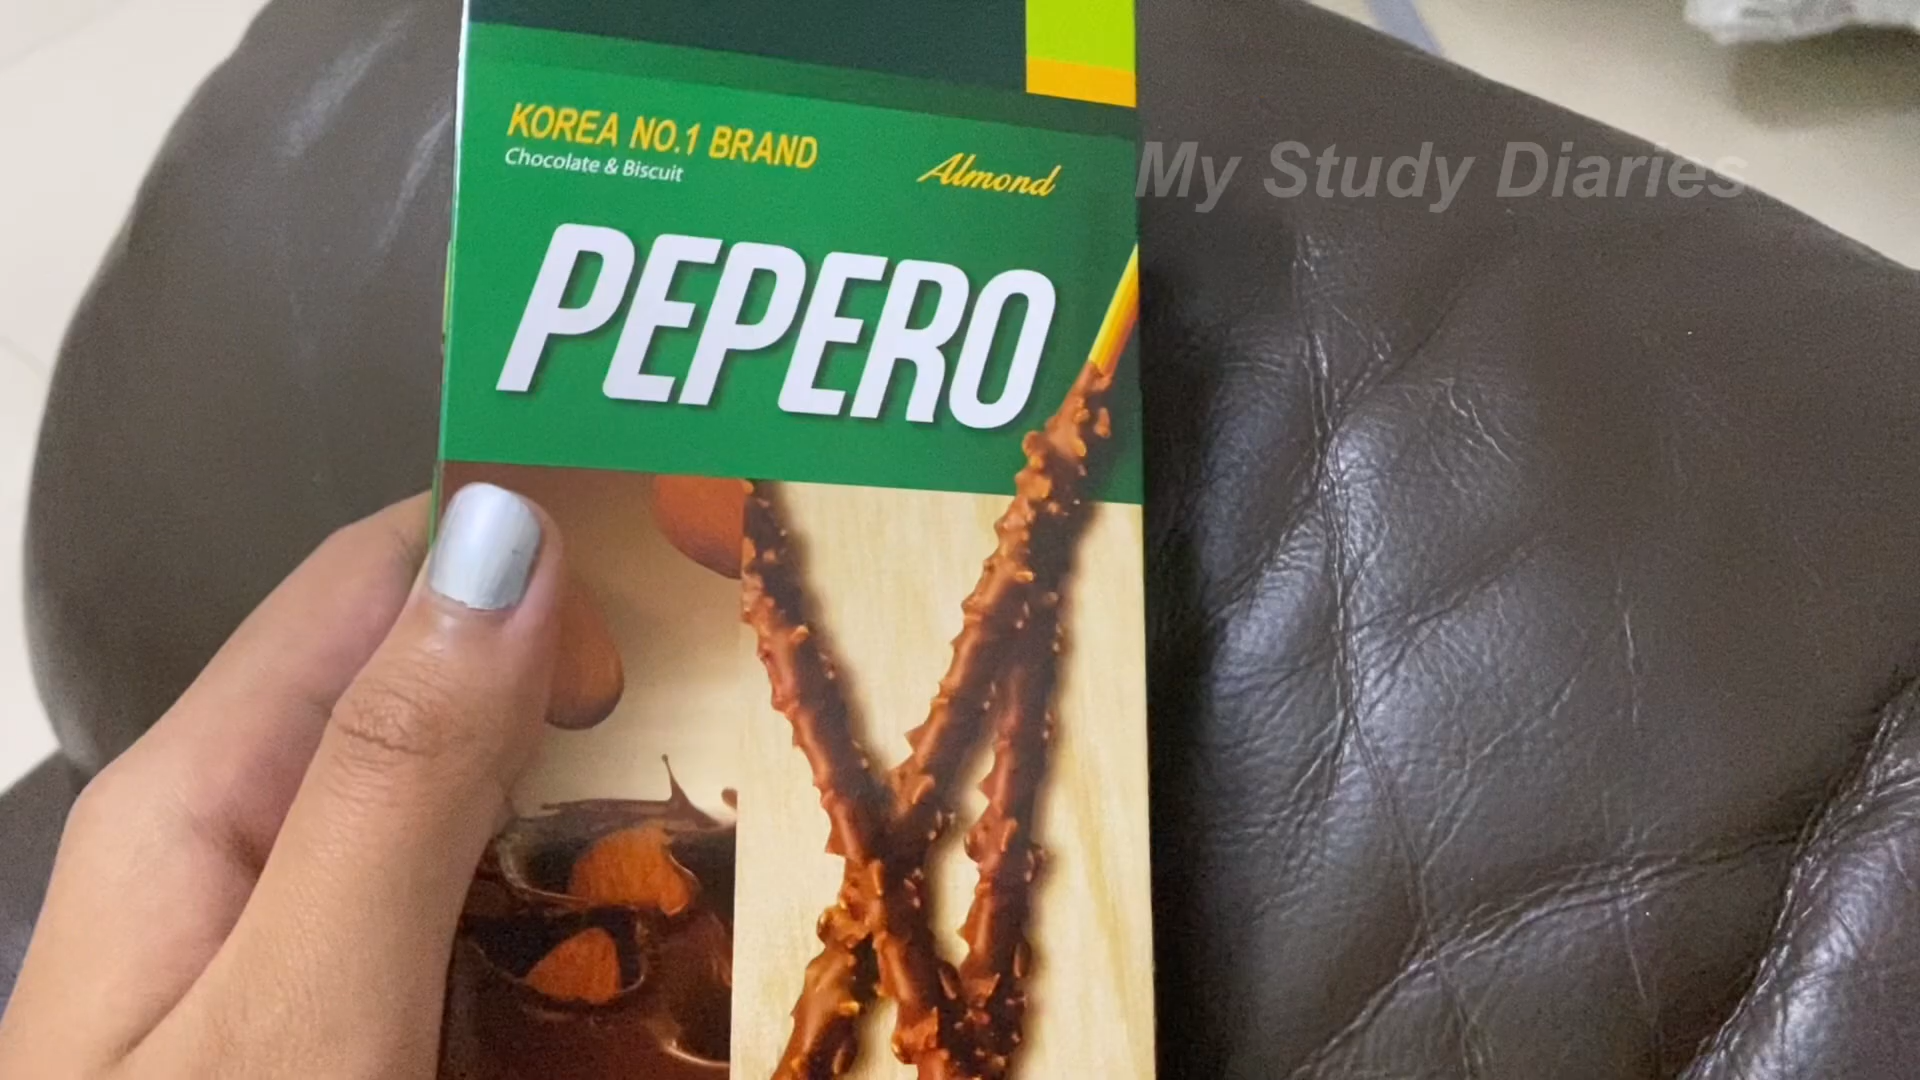 KOREA NO.1 BRAND
Chocolate & Biscuit
Almond
PEPERO
My Study Diaries